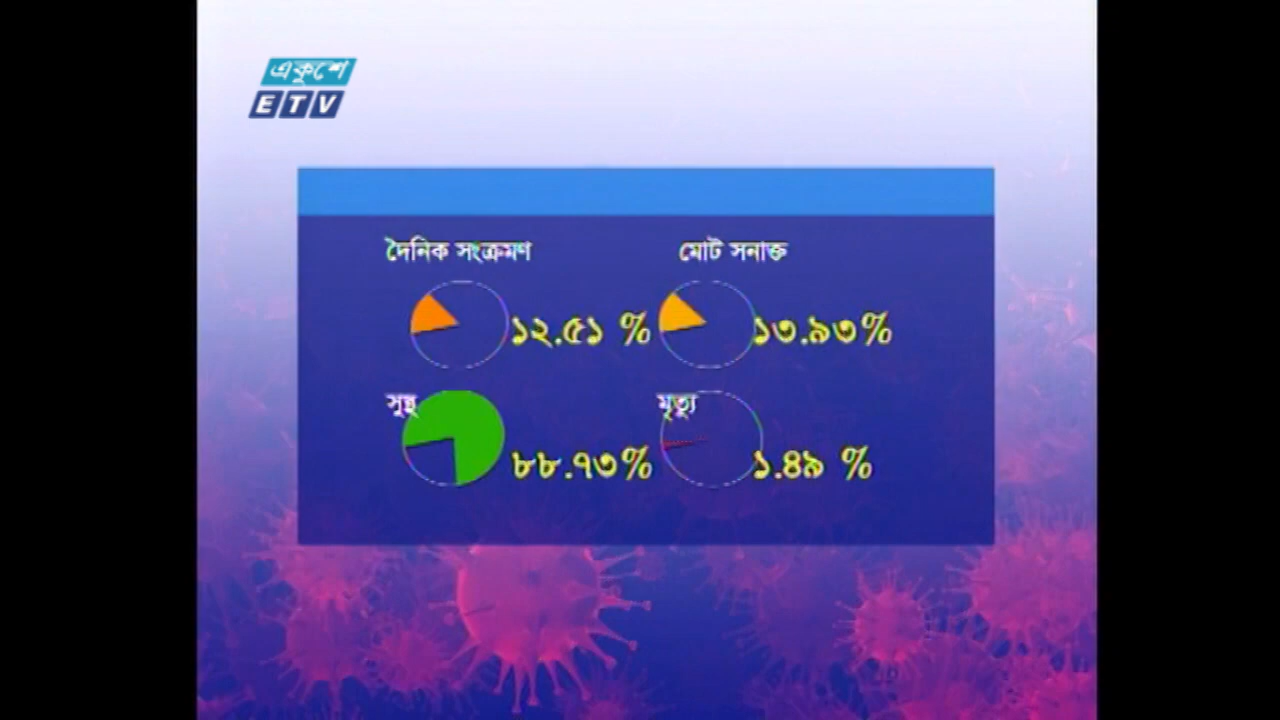 একুশে
ETV
দৈনিক সংক্রমণ
মোট সনাক্ত
১২.৫১ %
১৩.৯৩%
সুস্থ
মৃত্যু
৮৮.৭৩%
১.৪৯ %